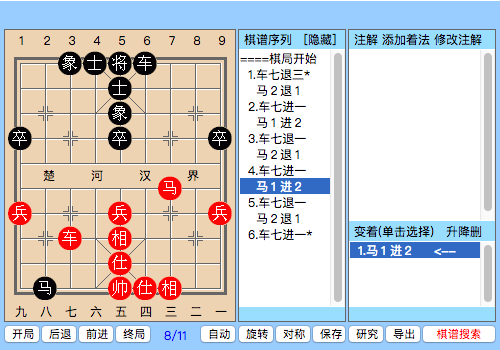 1 2 3 4 5 6 7 8 9
象 士 将 车
士
象
卒 卒 卒
楚 河 汉 界
马
兵 兵 兵
车 相
仕
马 帅 仕 相
九 八 七 六 五 四 三 二 一
棋谱序列 [隐藏]
====棋局开始
1.车七退三*
马2退1
2.车七进一
马1进2
3.车七退一
马2退1
4.车七进一
马1进2
5.车七退一
马2退1
6.车七进一*
注解 添加着法 修改注解
变着(单击选择) 升降删
1.马1进2 <--
开局 后退 前进 终局 8/11 自动 旋转 对称 保存 研究 导出 棋谱搜索